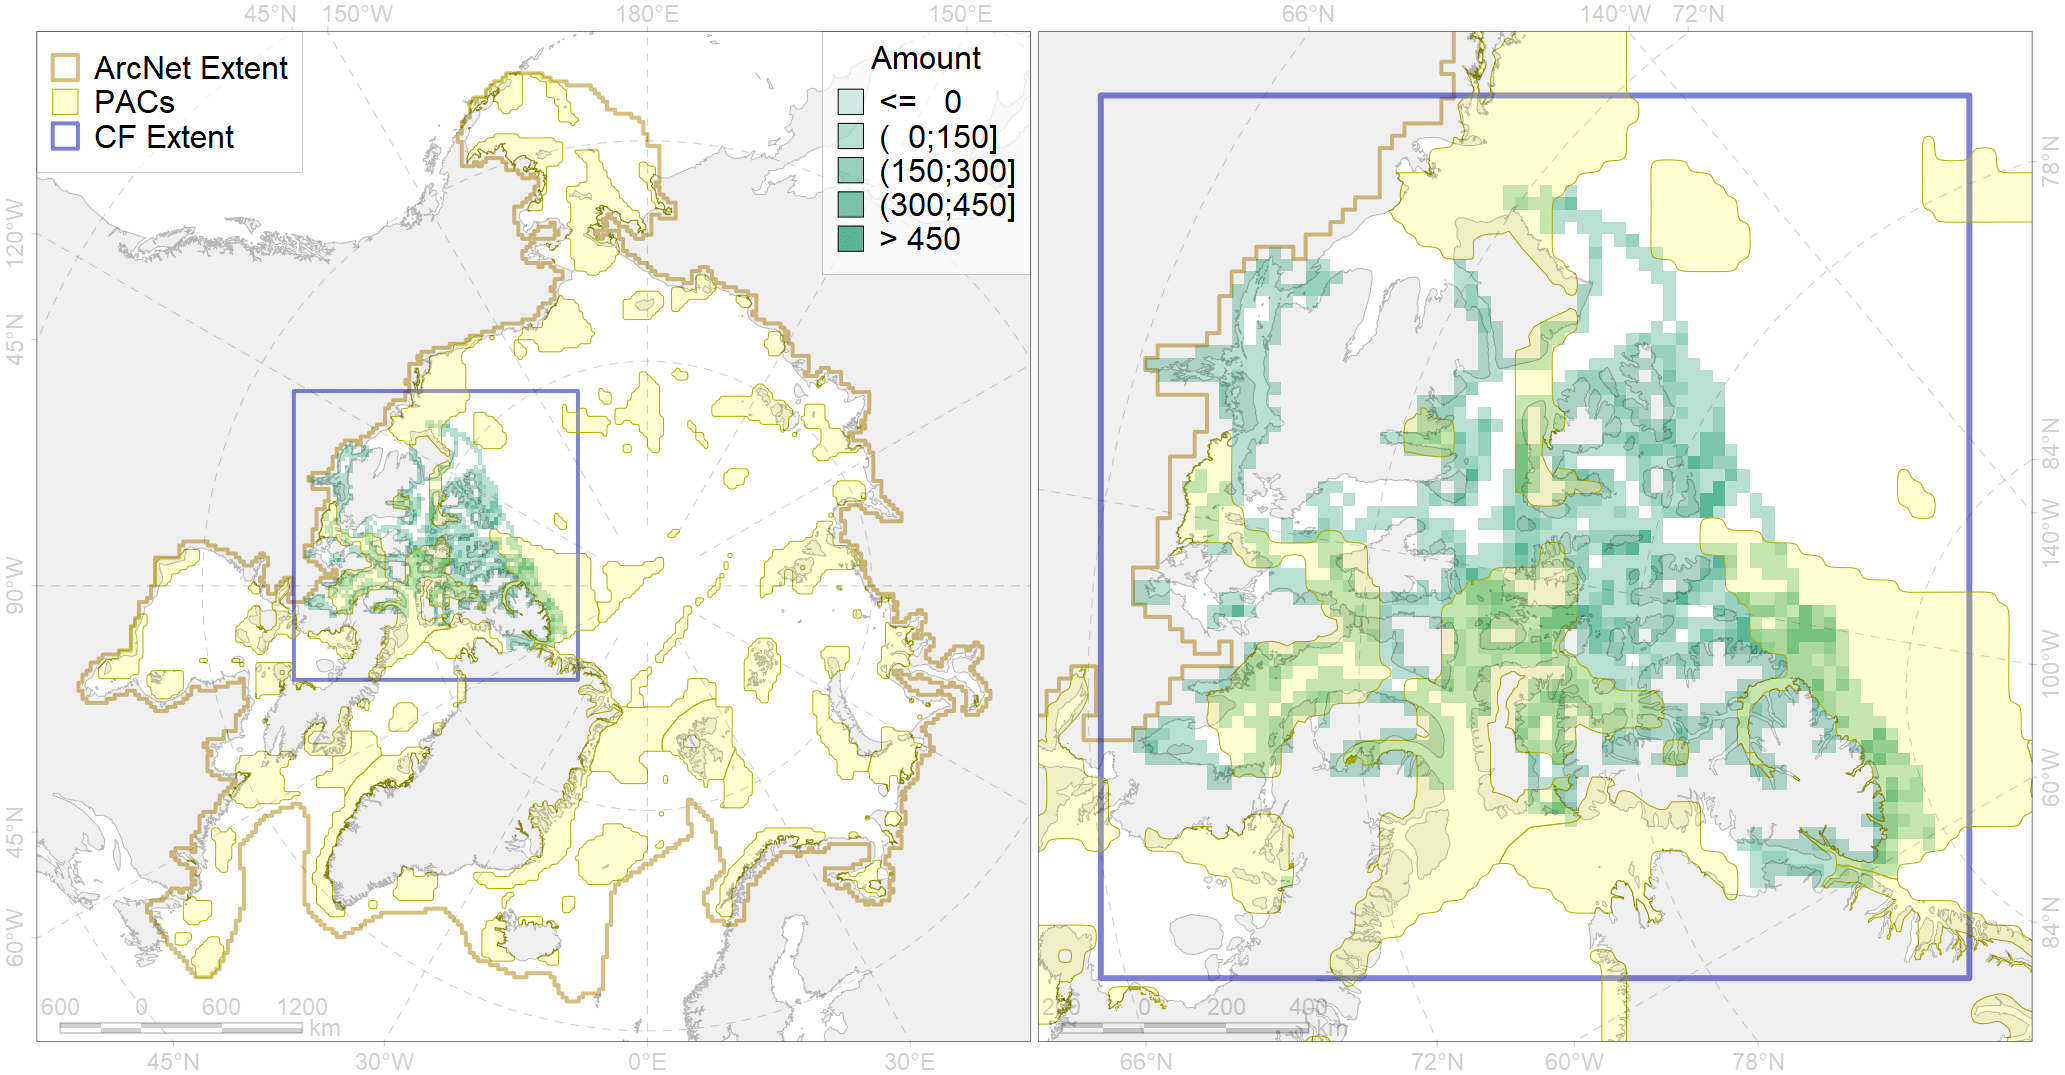 45°N 150°W 180°E 150°E
66°N 140°W 72°N
ArcNet Extent
PACs
CF Extent
Amount
<= 0
( 0;150]
(150;300]
(300;450]
> 450
120°W
45°N
90°W
45°N
60°W
78°N
84°N
140°W
100°W
60°W
84°N
600 0 600 1200
km
200 0 200 400
km
45°N 30°W 0°E 30°E
66°N 72°N 60°W 78°N